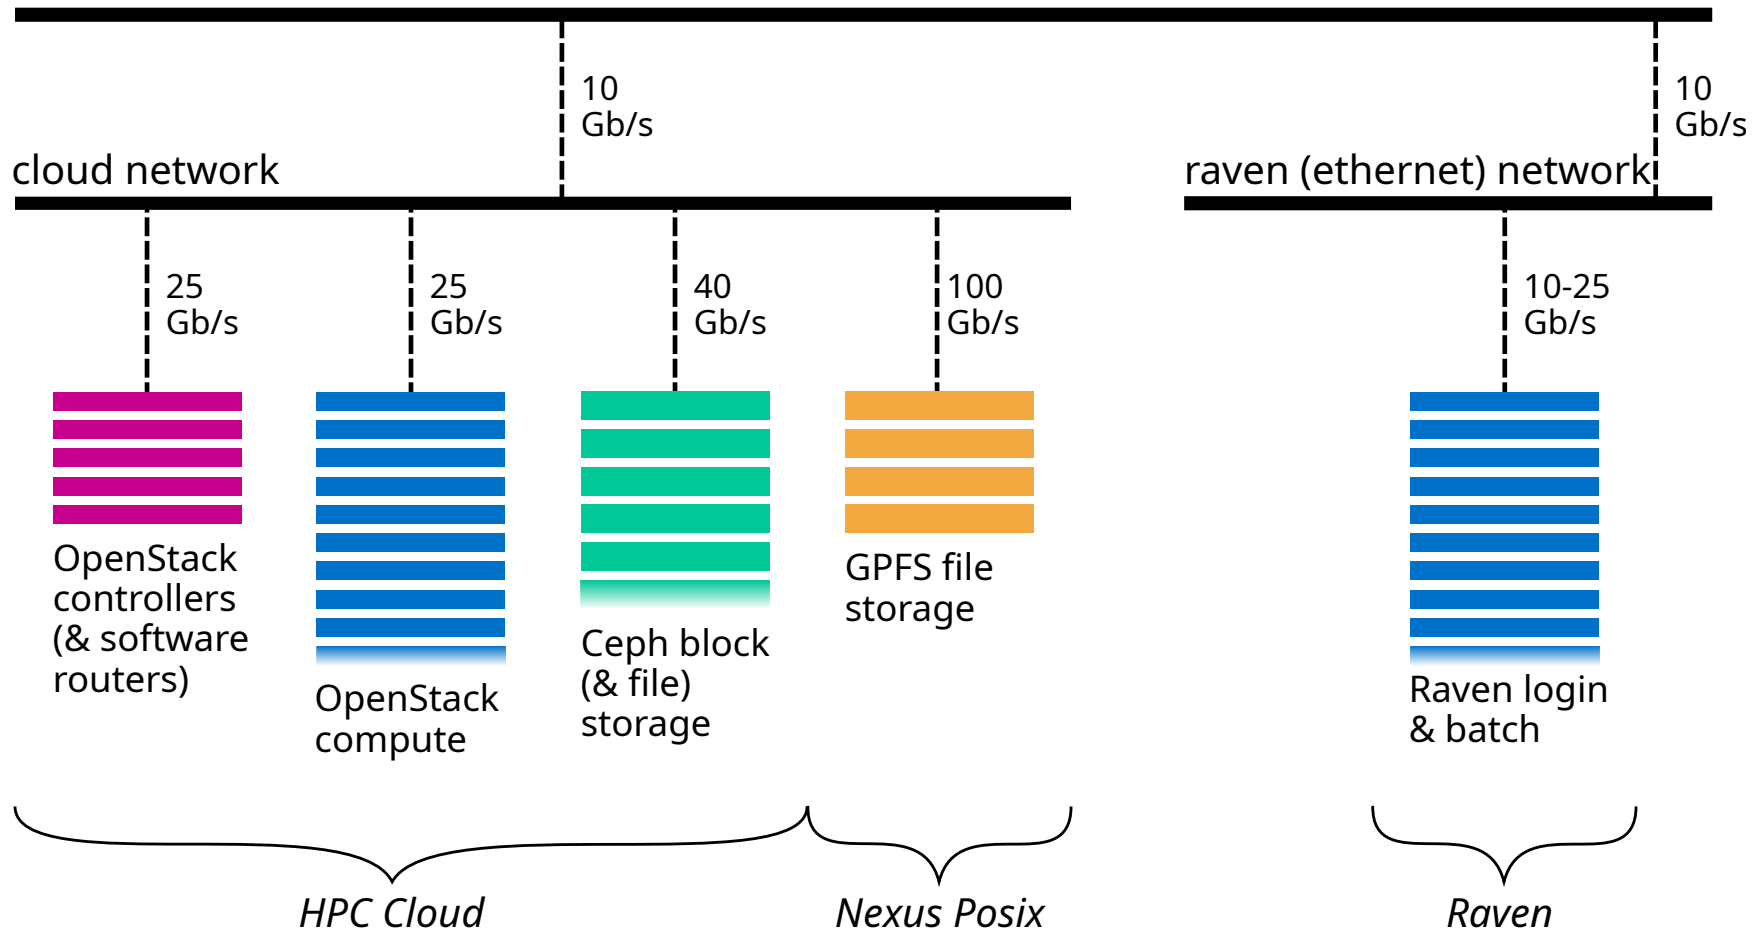 10
Gb/s
10
Gb/s
cloud network
raven (ethernet) network
25
Gb/s
25
Gb/s
40
Gb/s
100
Gb/s
10-25
Gb/s
OpenStack
controllers
(& software
routers)
OpenStack
compute
Ceph block
(& file)
storage
GPFS file
storage
Raven login
& batch
HPC Cloud
Nexus Posix
Raven